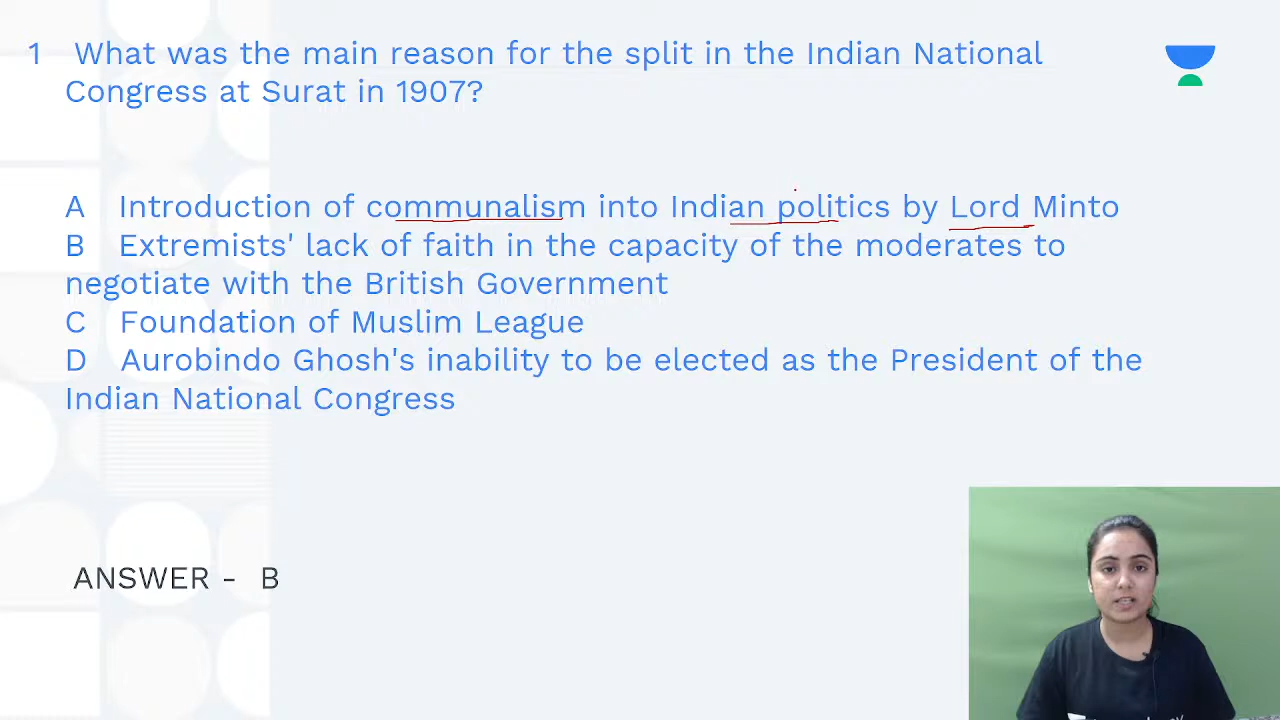 1 What was the main reason for the split in the Indian National
Congress at Surat in 1907?
A Introduction of communalism into Indian politics by Lord Minto
B Extremists' lack of faith in the capacity of the moderates to
negotiate with the British Government
C Foundation of Muslim League
D Aurobindo Ghosh's inability to be elected as the President of the
Indian National Congress
ANSWER - B